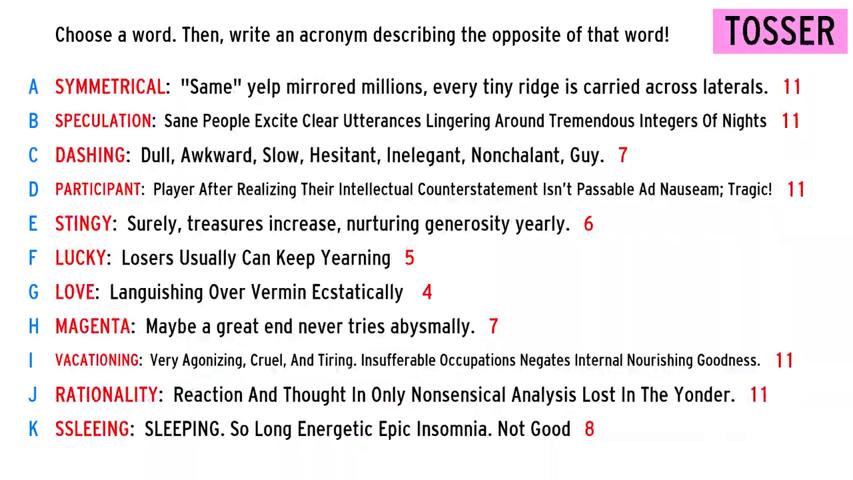 Choose a word. Then, write an acronym describing the opposite of that word!
TOSSER
A SYMMETRICAL: "Same" yelp mirrored millions, every tiny ridge is carried across laterals. 11
B SPECULATION: Sane People Excite Clear Utterances Lingering Around Tremendous Integers Of Nights 11
C DASHING: Dull, Awkward, Slow, Hesitant, Inelegant, Nonchalant, Guy. 7
D PARTICIPANT: Player After Realizing Their Intellectual Counterstatement Isn't Passable Ad Nauseam; Tragic! 11
E STINGY: Surely, treasures increase, nurturing generosity yearly. 6
F LUCKY: Losers Usually Can Keep Yearning 5
G LOVE: Languishing Over Vermin Ecstatically 4
H MAGENTA: Maybe a great end never tries abysmally. 7
I VACATIONING: Very Agonizing, Cruel, And Tiring. Insufferable Occupations Negates Internal Nourishing Goodness. 11
J RATIONALITY: Reaction And Thought In Only Nonsensical Analysis Lost In The Yonder. 11
K SSLEEING: SLEEPING. So Long Energetic Epic Insomnia. Not Good 8